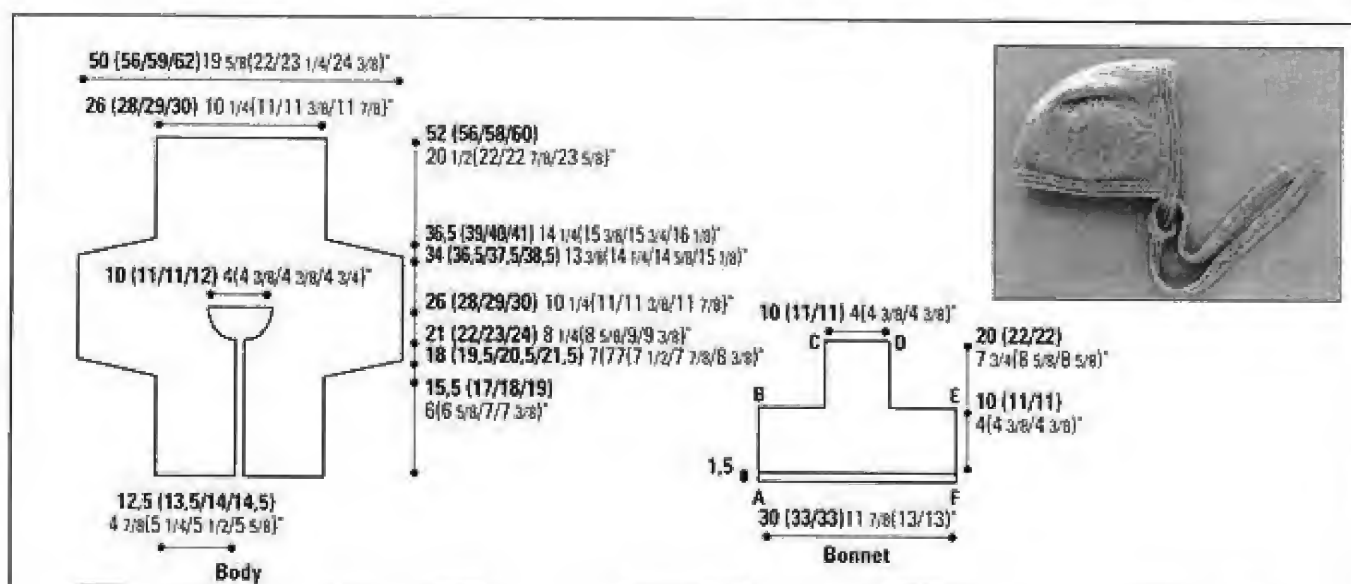 50 (56/59/62) 19 5/8(22/23 1/4/24 3/8)"
26 (28/29/30) 10 1/4(11/11 3/8/11 7/8)"
52 (56/58/60)
20 1/2(22/22 7/8/23 5/8)"
36,5 (39/40/41) 14 1/4(15 3/8/15 3/4/16 1/8)"
34 (36,5/37,5/38,5) 13 3/8(14 1/4/14 5/8/15 1/8)"
10 (11/11/12) 4(4 3/8/4 3/8/4 3/4)"
26 (28/29/30) 10 1/4(11/11 3/8/11 7/8)"
21 (22/23/24) 8 1/4(8 5/8/9/9 3/8)"
18 (19,5/20,5/21,5) 7(77(7 1/2/7 7/8/8 3/8)"
15,5 (17/18/19)
6(6 5/8/7/7 3/8)"
12,5 (13,5/14/14,5)
4 7/8(5 1/4/5 1/2/5 5/8)"
Body
10 (11/11) 4(4 3/8/4 3/8)"
C D
20 (22/22)
7 3/4(8 5/8/8 5/8)"
B E
10 (11/11)
4(4 3/8/4 3/8)"
1,5
A F
30 (33/33) 11 7/8(13/13)"
Bonnet